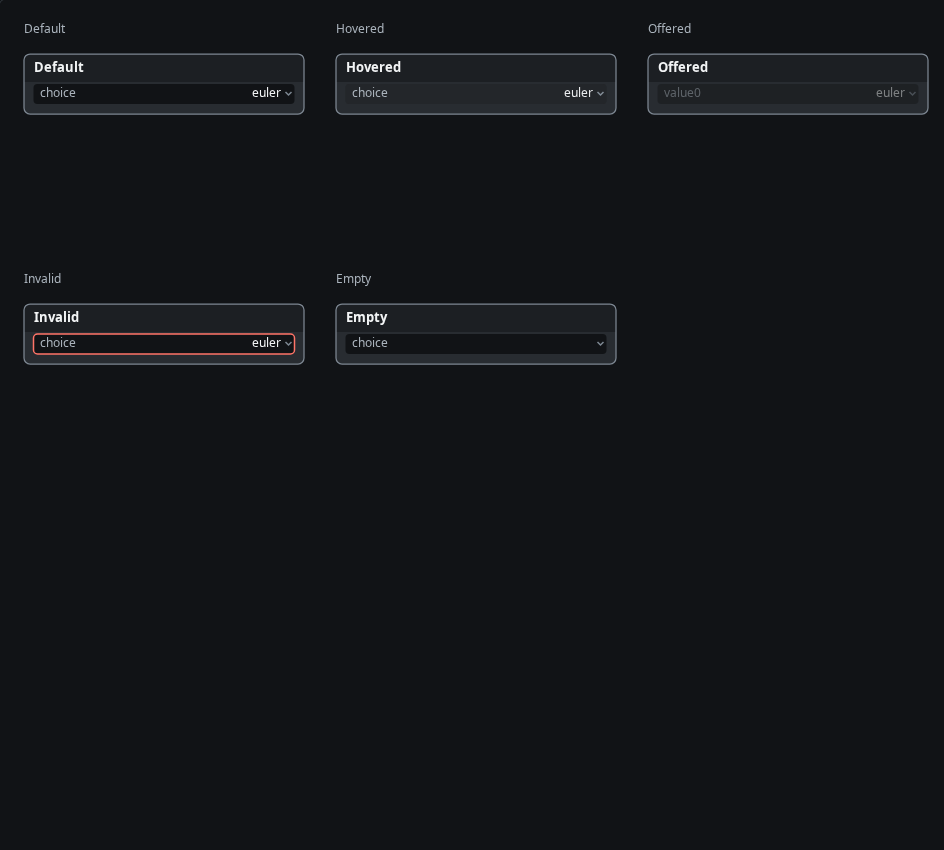 Default
Hovered
Offered
Default
Hovered
Offered
choice euler
choice euler
value0 euler
Invalid
Empty
Invalid
Empty
choice euler
choice